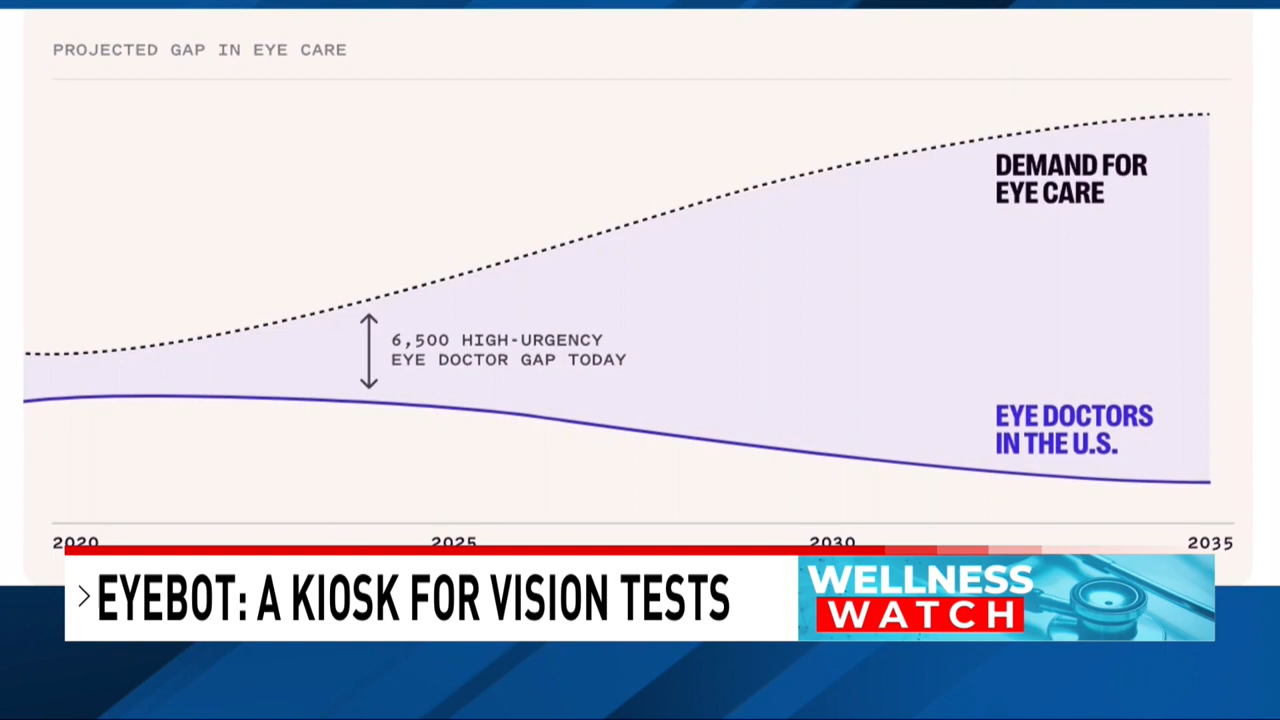 PROJECTED GAP IN EYE CARE
DEMAND FOR
EYE CARE
6,500 HIGH-URGENCY
EYE DOCTOR GAP TODAY
EYE DOCTORS
IN THE U.S.
2020 2025 2030 2035
EYEBOT: A KIOSK FOR VISION TESTS
WELLNESS
WATCH